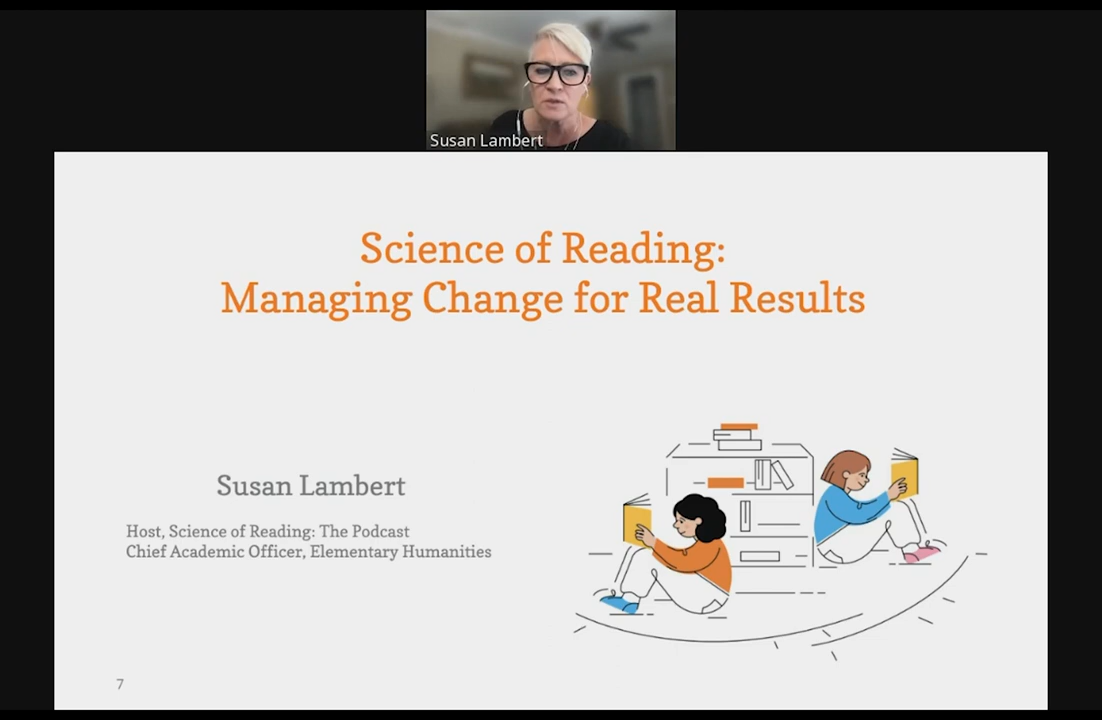 Susan Lambert
Science of Reading:
Managing Change for Real Results
Susan Lambert
Host, Science of Reading: The Podcast
Chief Academic Officer, Elementary Humanities
7